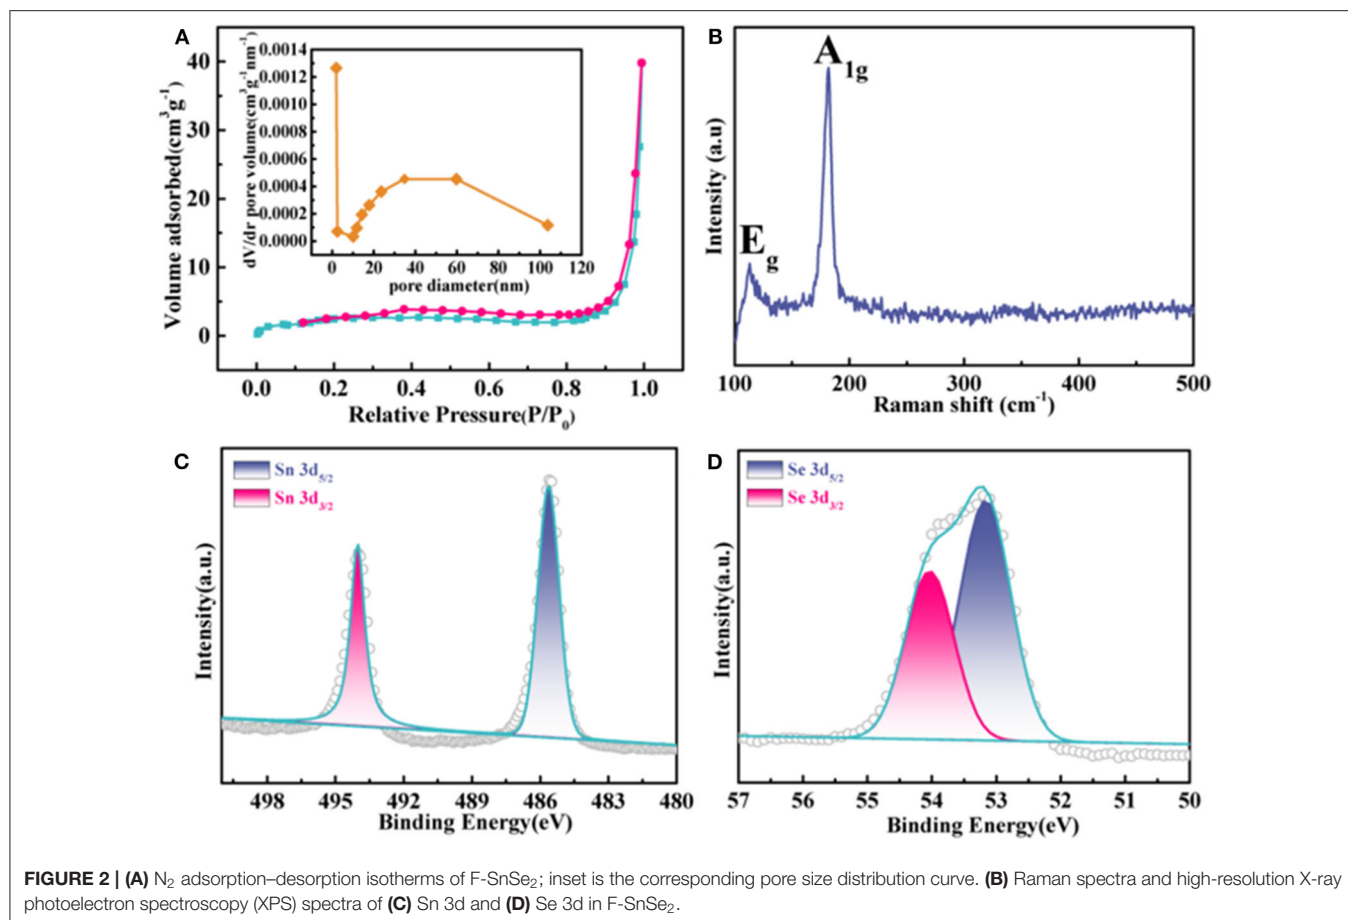 A
Volume adsorbed(cm³g⁻¹)
40
30
20
10
0
0.0 0.2 0.4 0.6 0.8 1.0
Relative Pressure(P/P₀)
dV/dr pore volume(cm³g⁻¹nm⁻¹)
0.0014
0.0012
0.0010
0.0008
0.0006
0.0004
0.0002
0.0000
0 20 40 60 80 100 120
pore diameter(nm)
B
A1g
Eg
Intensity (a.u)
100 200 300 400 500
Raman shift (cm⁻¹)
C
Sn 3d5/2
Sn 3d3/2
Intensity(a.u.)
498 495 492 489 486 483 480
Binding Energy(eV)
D
Se 3d5/2
Se 3d3/2
Intensity(a.u.)
57 56 55 54 53 52 51 50
Binding Energy(eV)
FIGURE 2 | (A) N₂ adsorption–desorption isotherms of F-SnSe₂; inset is the corresponding pore size distribution curve. (B) Raman spectra and high-resolution X-ray
photoelectron spectroscopy (XPS) spectra of (C) Sn 3d and (D) Se 3d in F-SnSe₂.